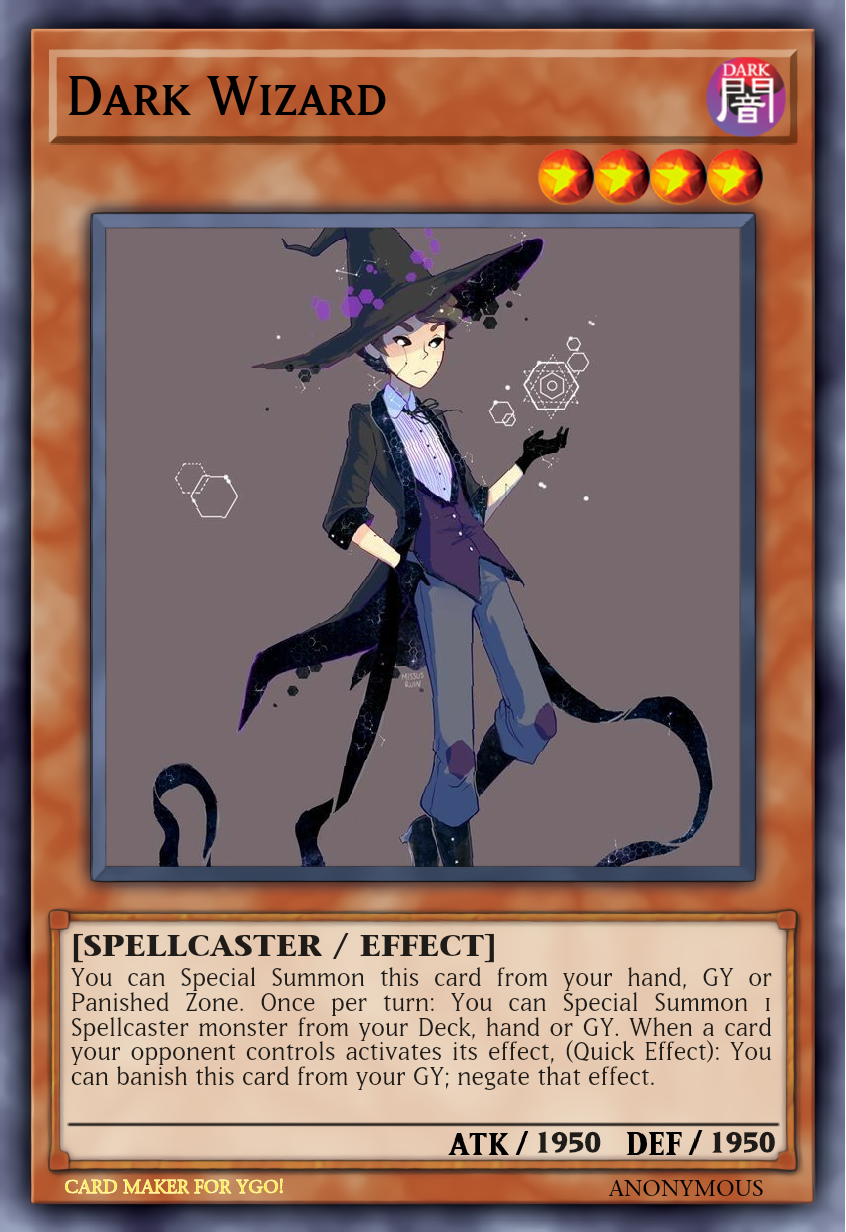 Dark Wizard
DARK
闇
MISSUS
RUIN
[SPELLCASTER / EFFECT]
You can Special Summon this card from your hand, GY or
Panished Zone. Once per turn: You can Special Summon 1
Spellcaster monster from your Deck, hand or GY. When a card
your opponent controls activates its effect, (Quick Effect): You
can banish this card from your GY; negate that effect.
ATK / 1950 DEF / 1950
CARD MAKER FOR YGO! ANONYMOUS